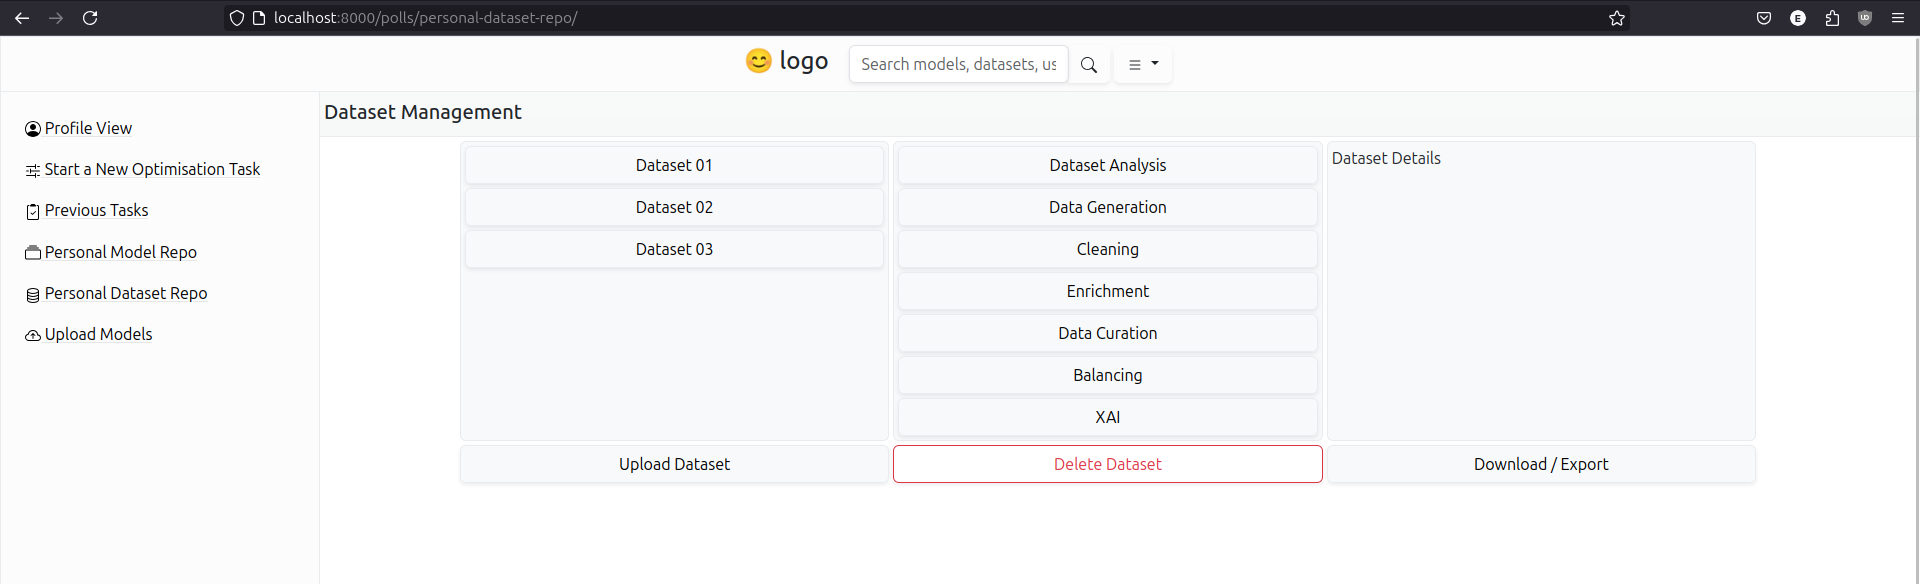 localhost:8000/polls/personal-dataset-repo/
E
UD
😊 logo
Search models, datasets, us
Profile View
Start a New Optimisation Task
Previous Tasks
Personal Model Repo
Personal Dataset Repo
Upload Models
Dataset Management
Dataset 01
Dataset 02
Dataset 03
Dataset Analysis
Data Generation
Cleaning
Enrichment
Data Curation
Balancing
XAI
Dataset Details
Upload Dataset
Delete Dataset
Download / Export